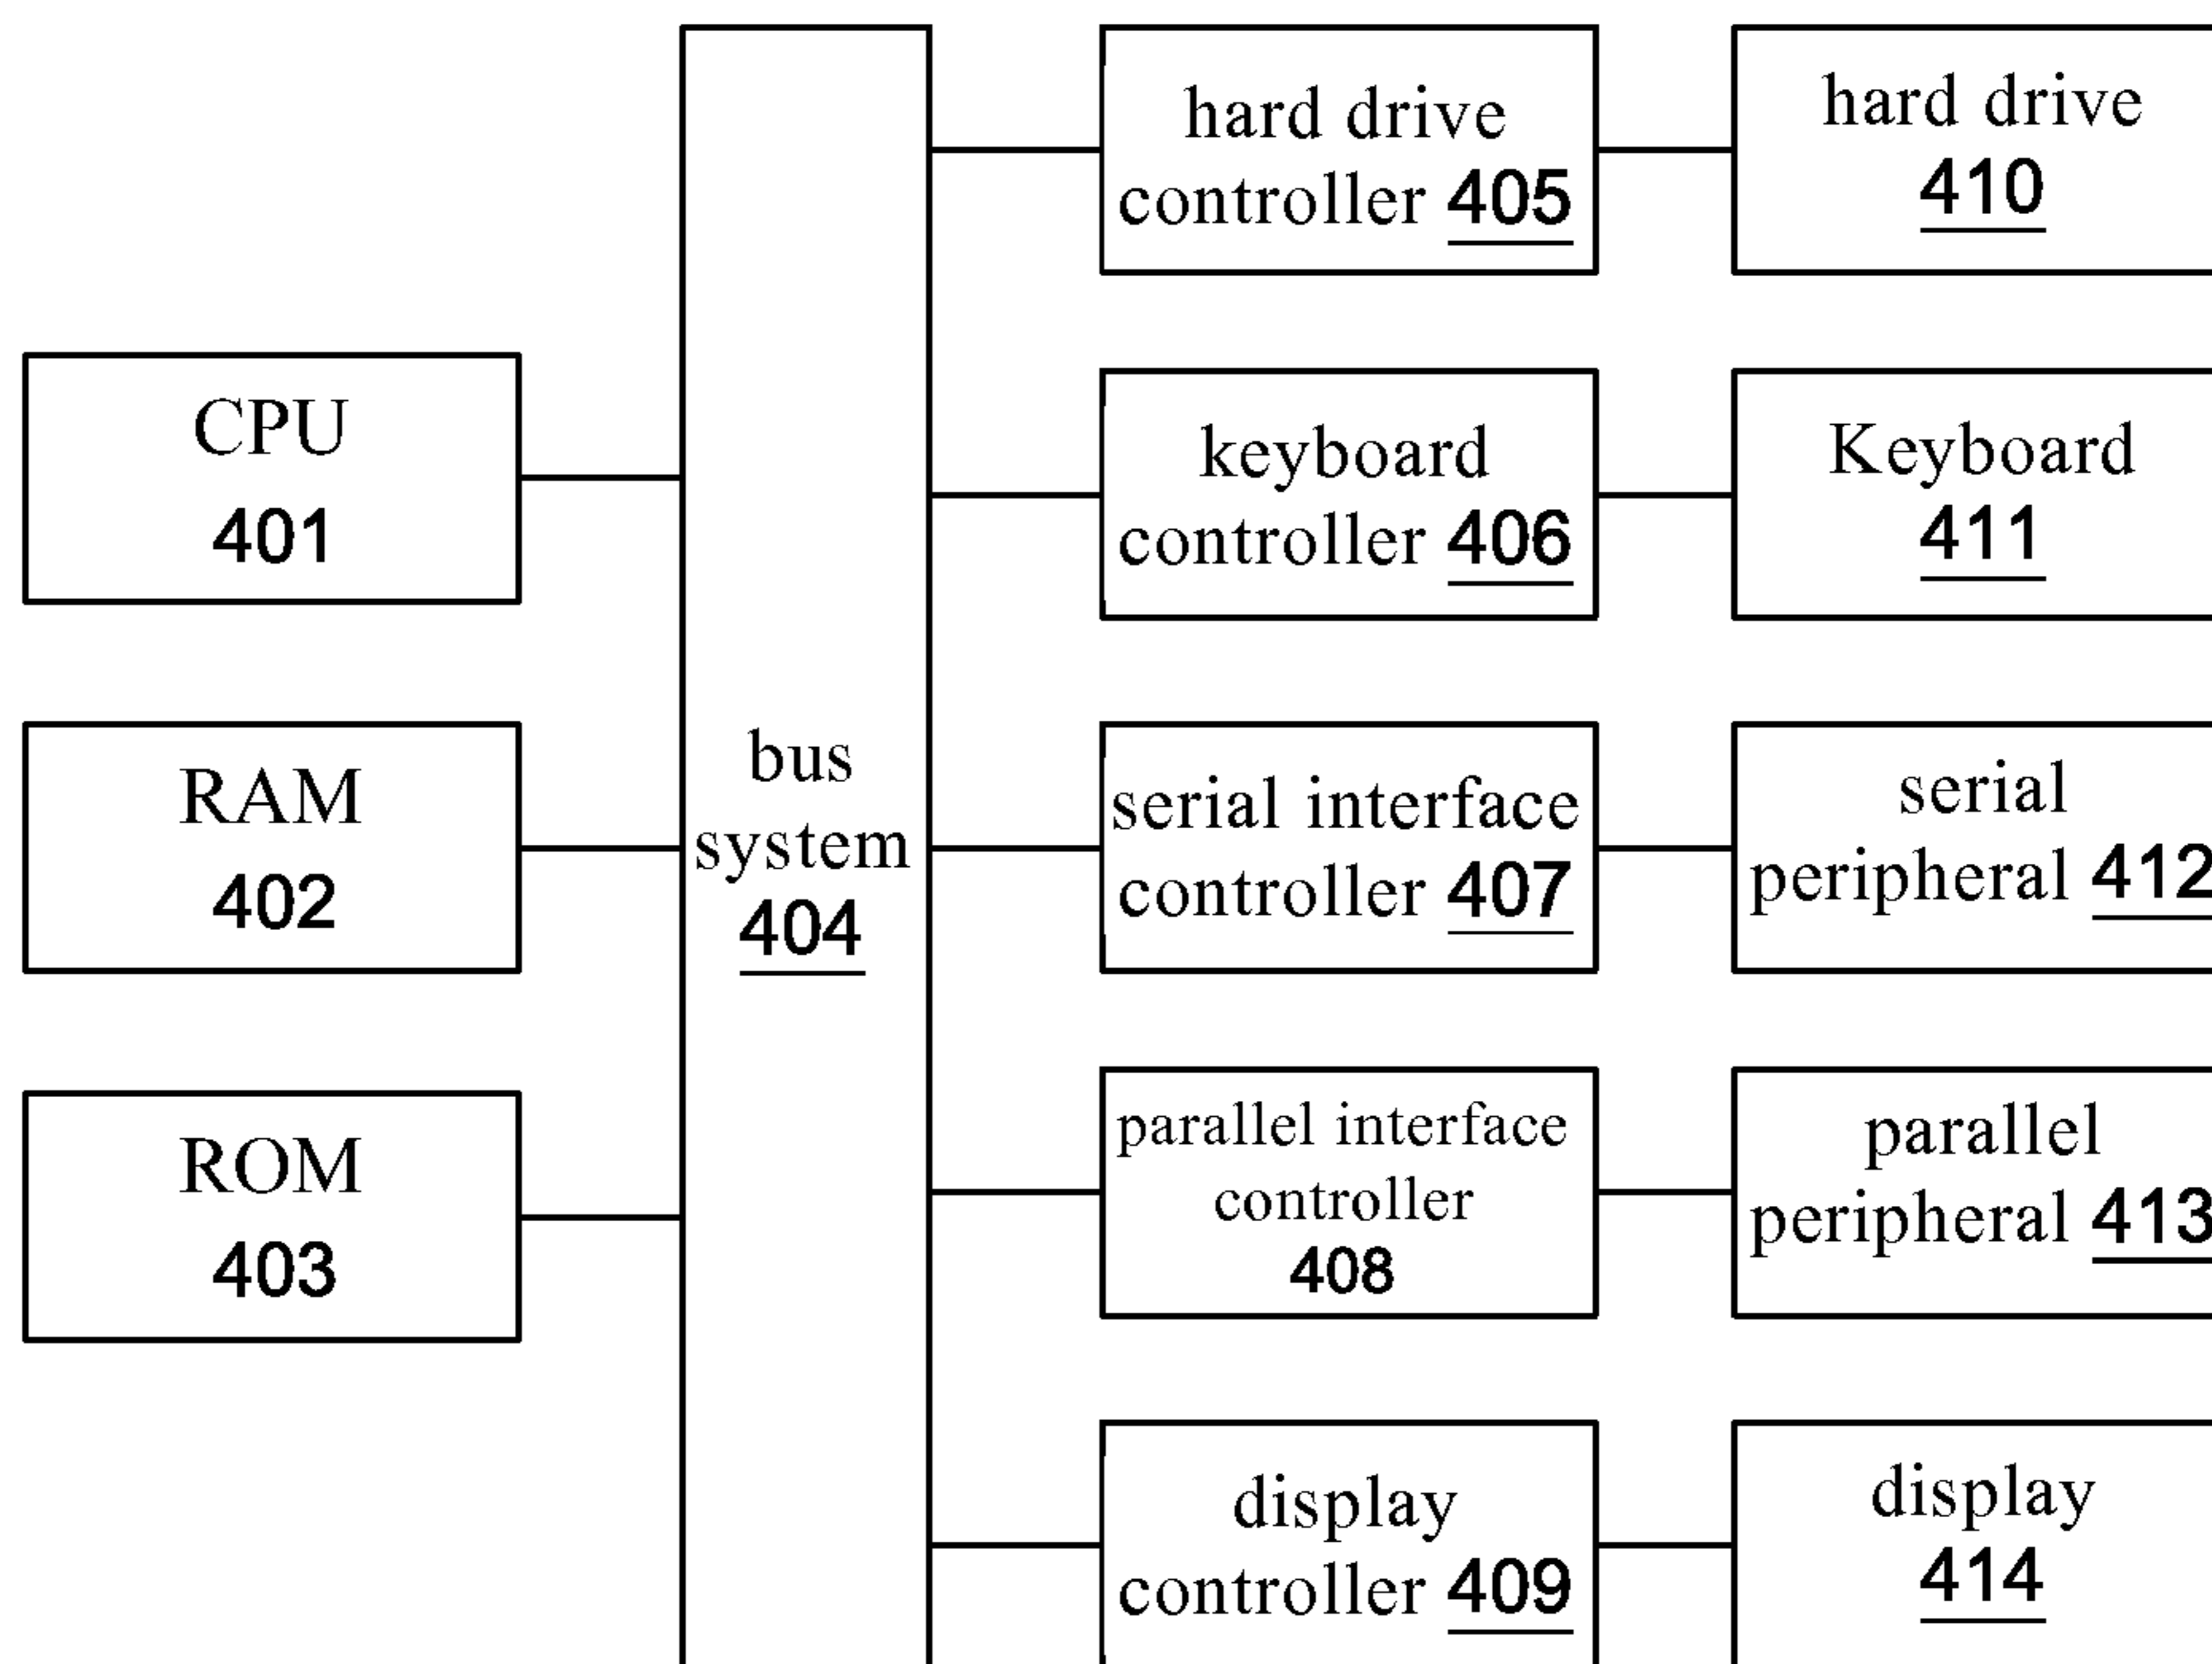 CPU
401
RAM
402
ROM
403
bus
system
404
hard drive
controller 405
keyboard
controller 406
serial interface
controller 407
parallel interface
controller
408
display
controller 409
hard drive
410
Keyboard
411
serial
peripheral 412
parallel
peripheral 413
display
414